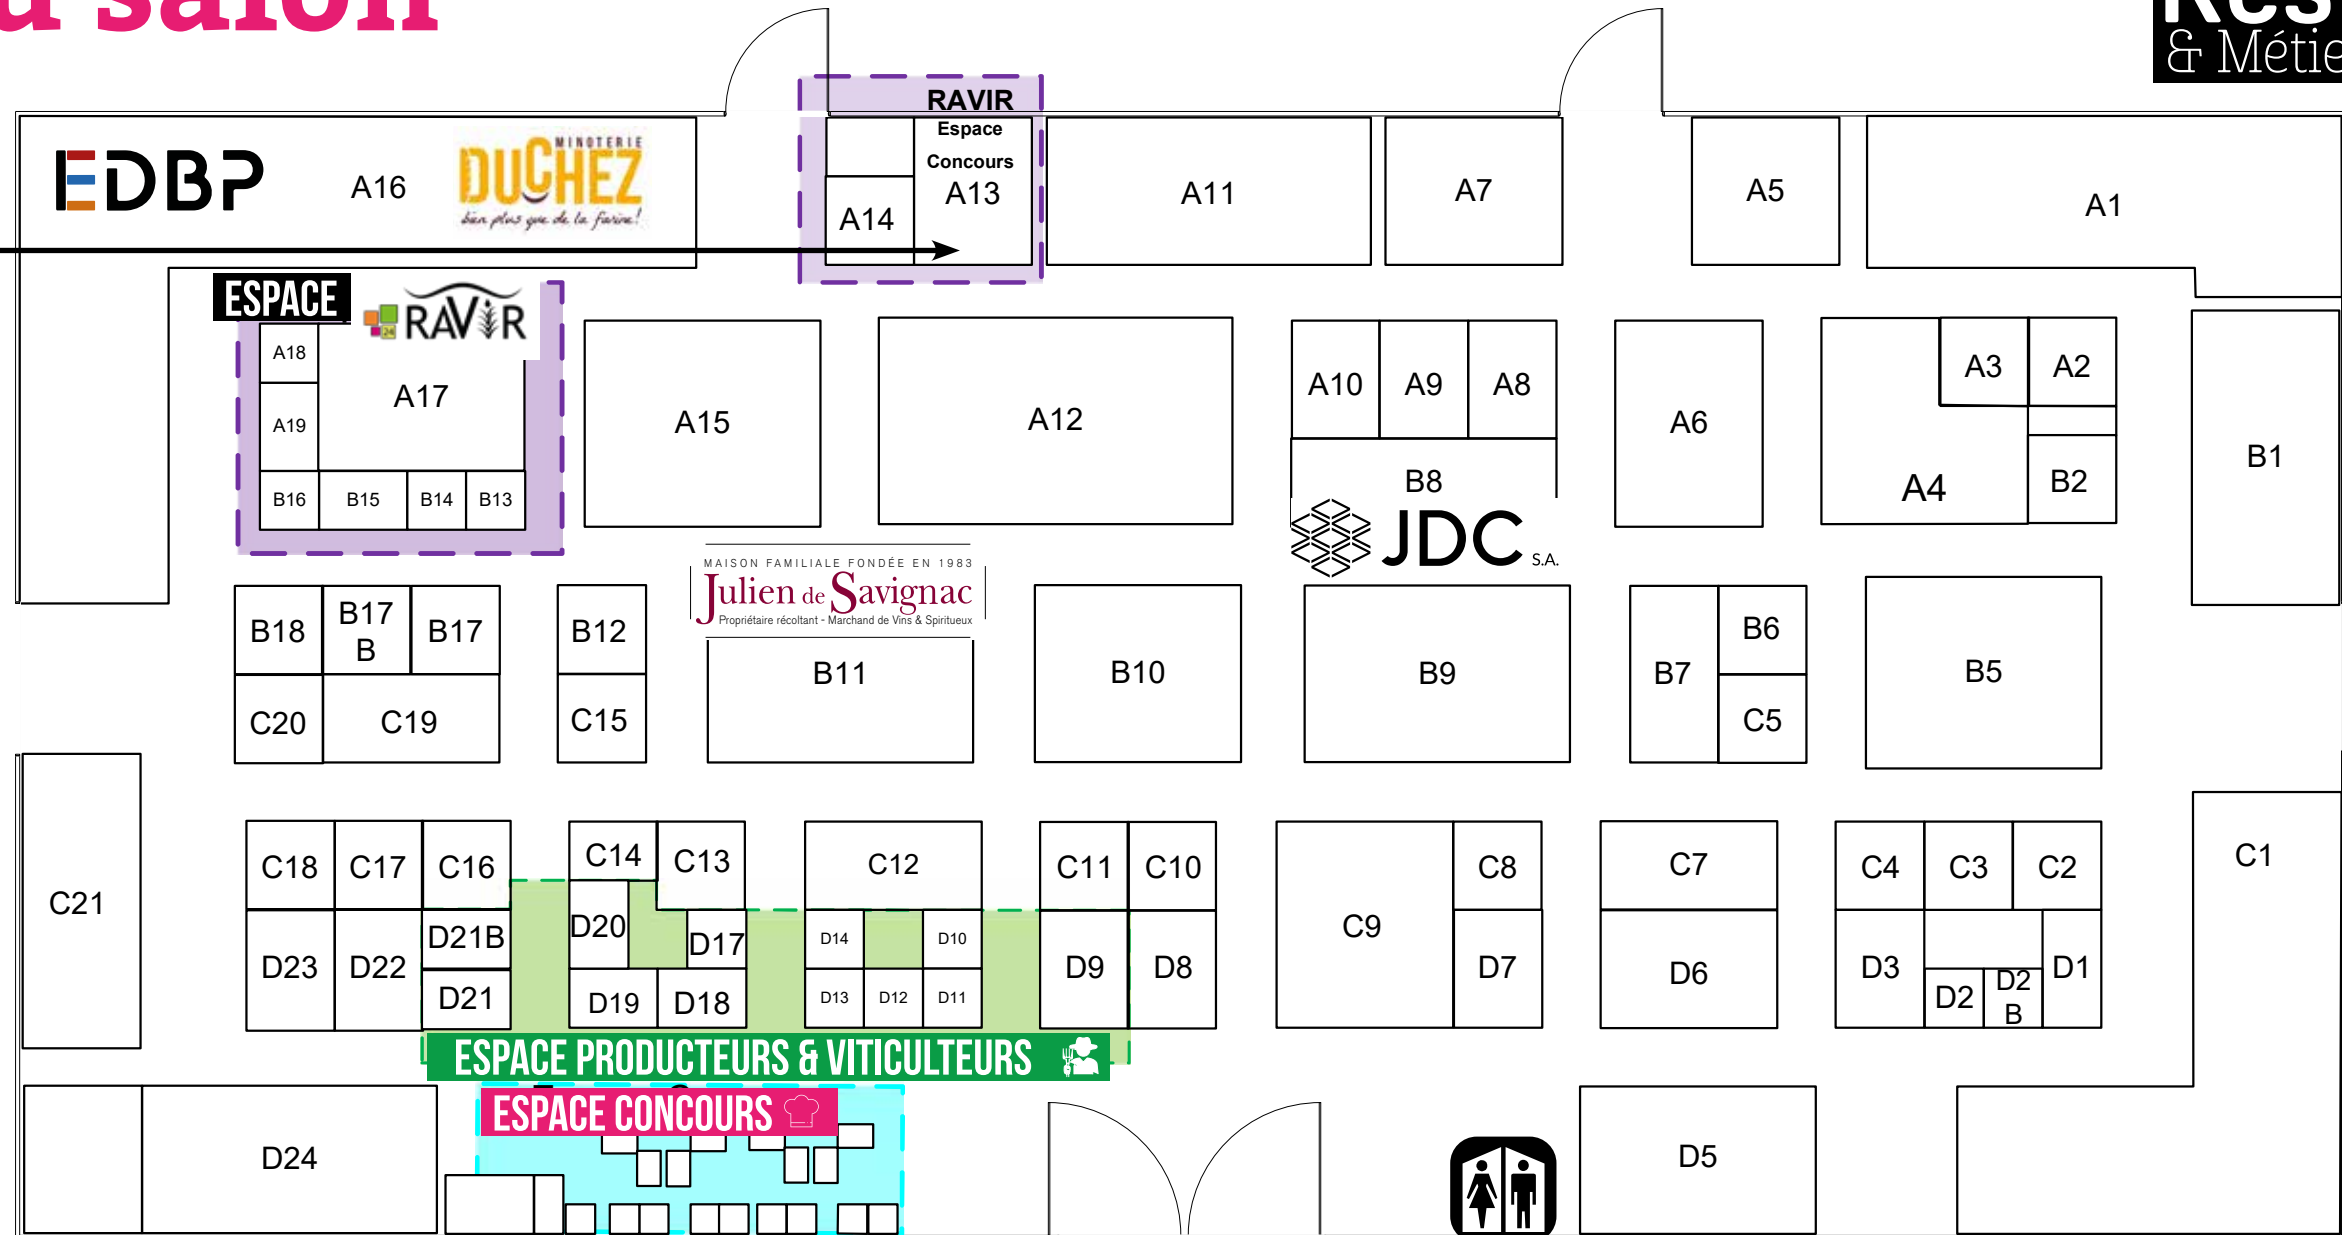 u salon
Res
& Métie
RAVIR
Espace
Concours
EDBP
A16
MINOTERIE
DUCHEZ
bien plus que de la farine!
A14
A13
A11
A7
A5
A1
ESPACE
RAVIR
24
A18
A17
A19
B16
B15
B14
B13
A15
A12
A10
A9
A8
B8
JDC S.A.
A6
A3
A2
A4
B2
B1
MAISON FAMILIALE FONDÉE EN 1983
Julien de Savignac
Propriétaire récoltant - Marchand de Vins & Spiritueux
B18
B17
B
B17
B12
B11
B10
B9
B7
B6
B5
C20
C19
C15
C5
C21
C18
C17
C16
C14
C13
C12
C11
C10
C9
C8
C7
C4
C3
C2
C1
D23
D22
D21B
D21
D20
D17
D19
D18
D14
D10
D13
D12
D11
D9
D8
D7
D6
D3
D2
D2
B
D1
ESPACE PRODUCTEURS & VITICULTEURS
ESPACE CONCOURS
D24
D5